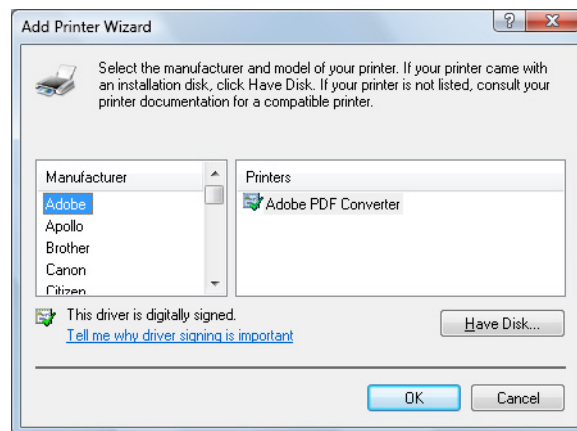 Add Printer Wizard
Select the manufacturer and model of your printer. If your printer came with
an installation disk, click Have Disk. If your printer is not listed, consult your
printer documentation for a compatible printer.
Manufacturer
Adobe
Apollo
Brother
Canon
Citizen
Printers
Adobe PDF Converter
This driver is digitally signed.
Tell me why driver signing is important
Have Disk...
OK
Cancel